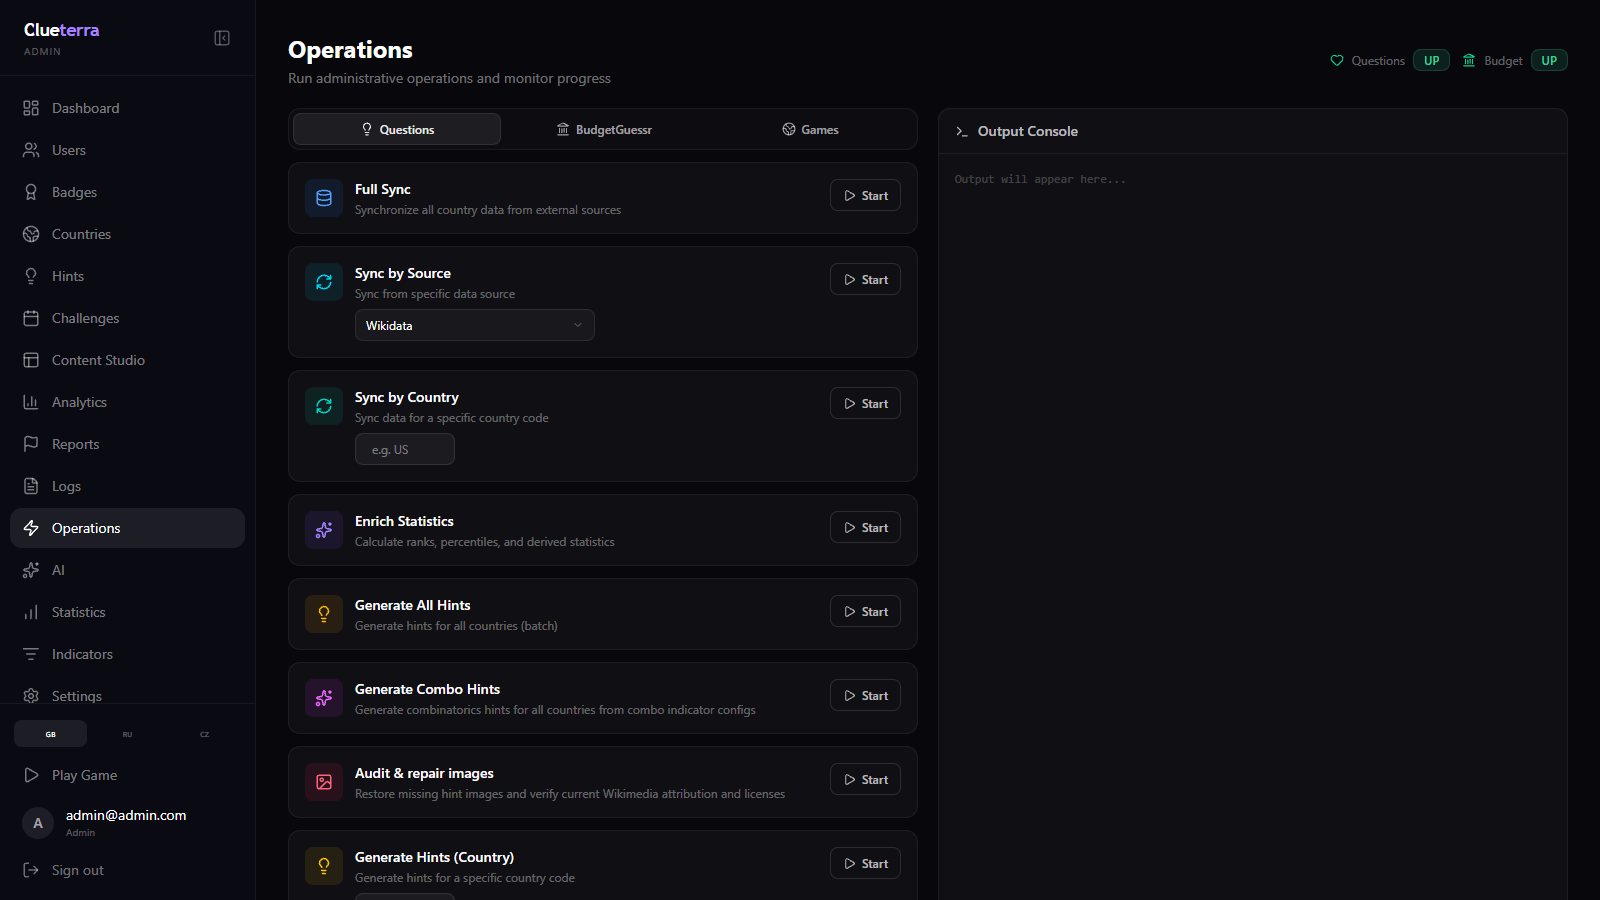 Clueterra
ADMIN
Dashboard
Users
Badges
Countries
Hints
Challenges
Content Studio
Analytics
Reports
Logs
Operations
AI
Statistics
Indicators
Settings
GB RU CZ
Play Game
A
admin@admin.com
Admin
Sign out
Operations
Run administrative operations and monitor progress
Questions UP Budget UP
Questions BudgetGuessr Games
Full Sync
Synchronize all country data from external sources
Start
Sync by Source
Sync from specific data source
Wikidata
Start
Sync by Country
Sync data for a specific country code
e.g. US
Start
Enrich Statistics
Calculate ranks, percentiles, and derived statistics
Start
Generate All Hints
Generate hints for all countries (batch)
Start
Generate Combo Hints
Generate combinatorics hints for all countries from combo indicator configs
Start
Audit & repair images
Restore missing hint images and verify current Wikimedia attribution and licenses
Start
Generate Hints (Country)
Generate hints for a specific country code
Start
Output Console
Output will appear here...